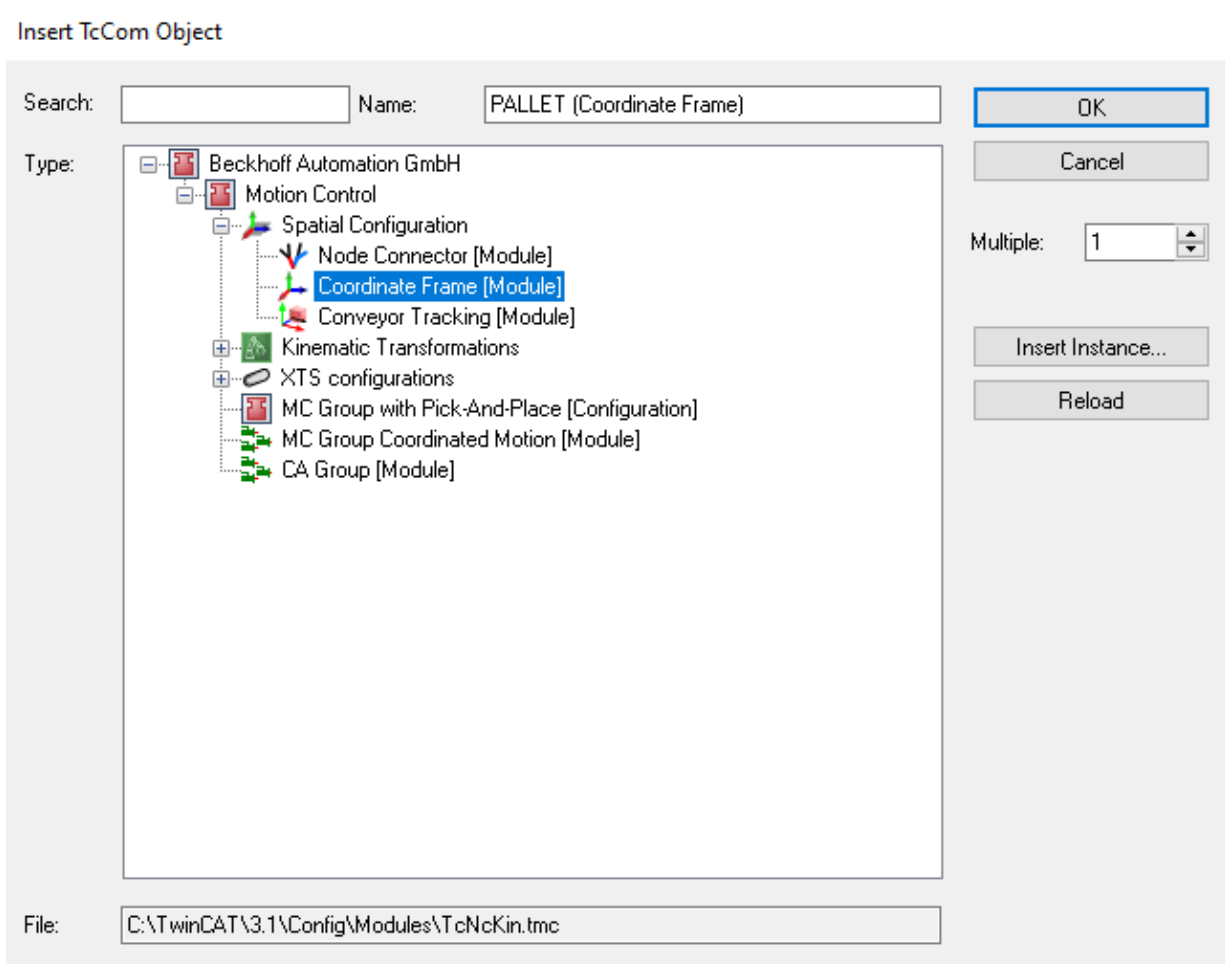 Insert TcCom Object
Search:
Name:
PALLET (Coordinate Frame)
OK
Type:
Beckhoff Automation GmbH
Cancel
Motion Control
Spatial Configuration
Node Connector [Module]
Multiple:
1
Coordinate Frame [Module]
Conveyor Tracking [Module]
Kinematic Transformations
Insert Instance...
XTS configurations
MC Group with Pick-And-Place [Configuration]
Reload
MC Group Coordinated Motion [Module]
CA Group [Module]
File:
C:\TwinCAT\3.1\Config\Modules\TcNcKin.tmc